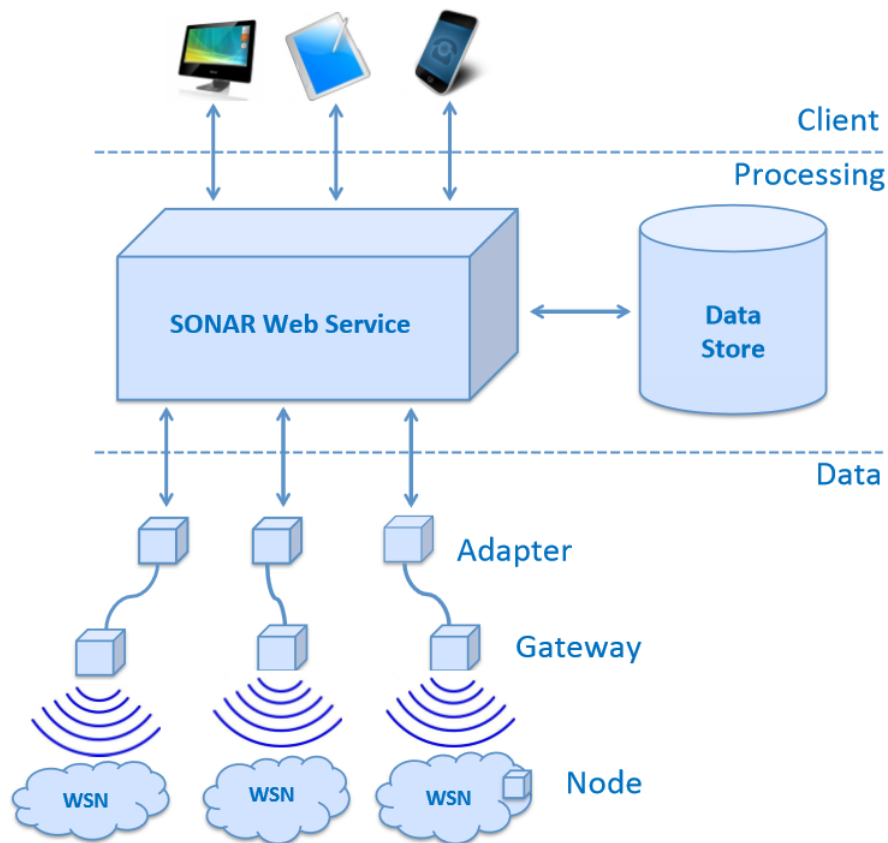 Client
Processing
SONAR Web Service
Data
Store
Data
Adapter
Gateway
Node
WSN
WSN
WSN